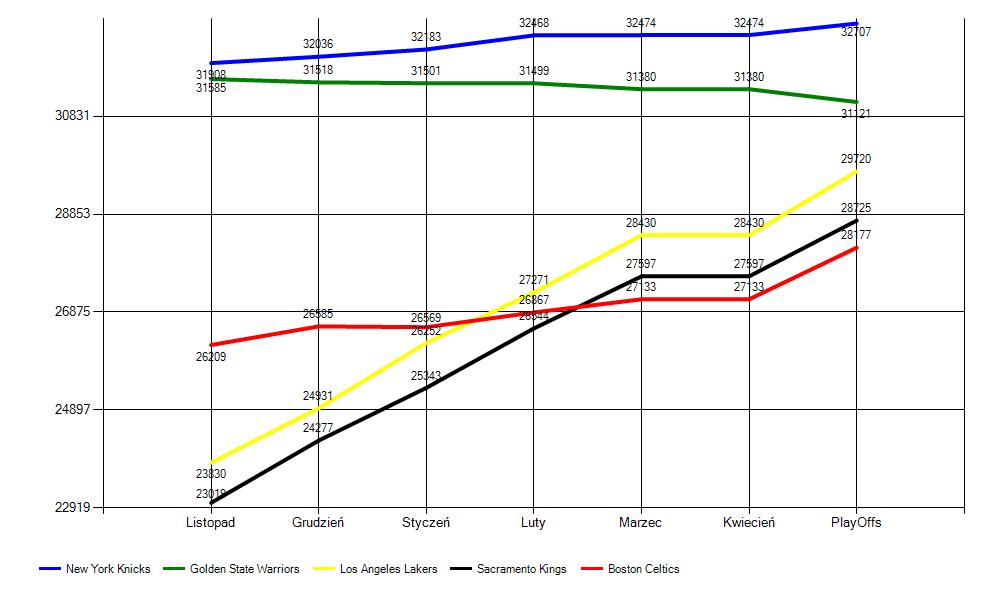 32468 32474 32474 32707
32036 32183
31908 31518 31501 31499 31380 31380
31585
31121
30831
29720
28853 28725
28430 28430
28177
27597 27597
27271 27133 27133
26875 26585 26569 26867
26252 26544
26209
25343
24931
24897 24277
23830
23019
22919
Listopad Grudzień Styczeń Luty Marzec Kwiecień PlayOffs
New York Knicks Golden State Warriors Los Angeles Lakers Sacramento Kings Boston Celtics